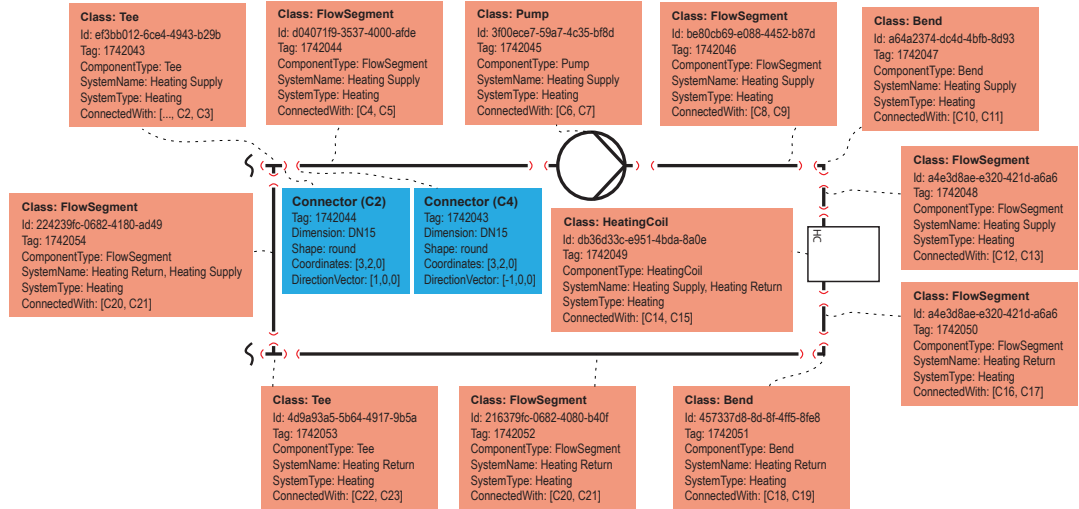 Class: Tee
Id: ef3bb012-6ce4-4943-b29b
Tag: 1742043
ComponentType: Tee
SystemName: Heating Supply
SystemType: Heating
ConnectedWith: [..., C2, C3]
Class: FlowSegment
Id: d04071f9-3537-4000-afde
Tag: 1742044
ComponentType: FlowSegment
SystemName: Heating Supply
SystemType: Heating
ConnectedWith: [C4, C5]
Class: Pump
Id: 3f00ece7-59a7-4c35-bf8d
Tag: 1742045
ComponentType: Pump
SystemName: Heating Supply
SystemType: Heating
ConnectedWith: [C6, C7]
Class: FlowSegment
Id: be80cb69-e088-4452-b87d
Tag: 1742046
ComponentType: FlowSegment
SystemName: Heating Supply
SystemType: Heating
ConnectedWith: [C8, C9]
Class: Bend
Id: a64a2374-dc4d-4bfb-8d93
Tag: 1742047
ComponentType: Bend
SystemName: Heating Supply
SystemType: Heating
ConnectedWith: [C10, C11]
Class: FlowSegment
Id: 224239fc-0682-4180-ad49
Tag: 1742054
ComponentType: FlowSegment
SystemName: Heating Return, Heating Supply
SystemType: Heating
ConnectedWith: [C20, C21]
Connector (C2)
Tag: 1742044
Dimension: DN15
Shape: round
Coordinates: [3,2,0]
DirectionVector: [1,0,0]
Connector (C4)
Tag: 1742043
Dimension: DN15
Shape: round
Coordinates: [3,2,0]
DirectionVector: [-1,0,0]
Class: HeatingCoil
Id: db36d33c-e951-4bda-8a0e
Tag: 1742049
ComponentType: HeatingCoil
SystemName: Heating Supply, Heating Return
SystemType: Heating
ConnectedWith: [C14, C15]
HC
Class: FlowSegment
Id: a4e3d8ae-e320-421d-a6a6
Tag: 1742048
ComponentType: FlowSegment
SystemName: Heating Supply
SystemType: Heating
ConnectedWith: [C12, C13]
Class: FlowSegment
Id: a4e3d8ae-e320-421d-a6a6
Tag: 1742050
ComponentType: FlowSegment
SystemName: Heating Return
SystemType: Heating
ConnectedWith: [C16, C17]
Class: Tee
Id: 4d9a93a5-5b64-4917-9b5a
Tag: 1742053
ComponentType: Tee
SystemName: Heating Return
SystemType: Heating
ConnectedWith: [C22, C23]
Class: FlowSegment
Id: 216379fc-0682-4080-b40f
Tag: 1742052
ComponentType: FlowSegment
SystemName: Heating Return
SystemType: Heating
ConnectedWith: [C20, C21]
Class: Bend
Id: 457337d8-8d-8f-4ff5-8fe8
Tag: 1742051
ComponentType: Bend
SystemName: Heating Return
SystemType: Heating
ConnectedWith: [C18, C19]